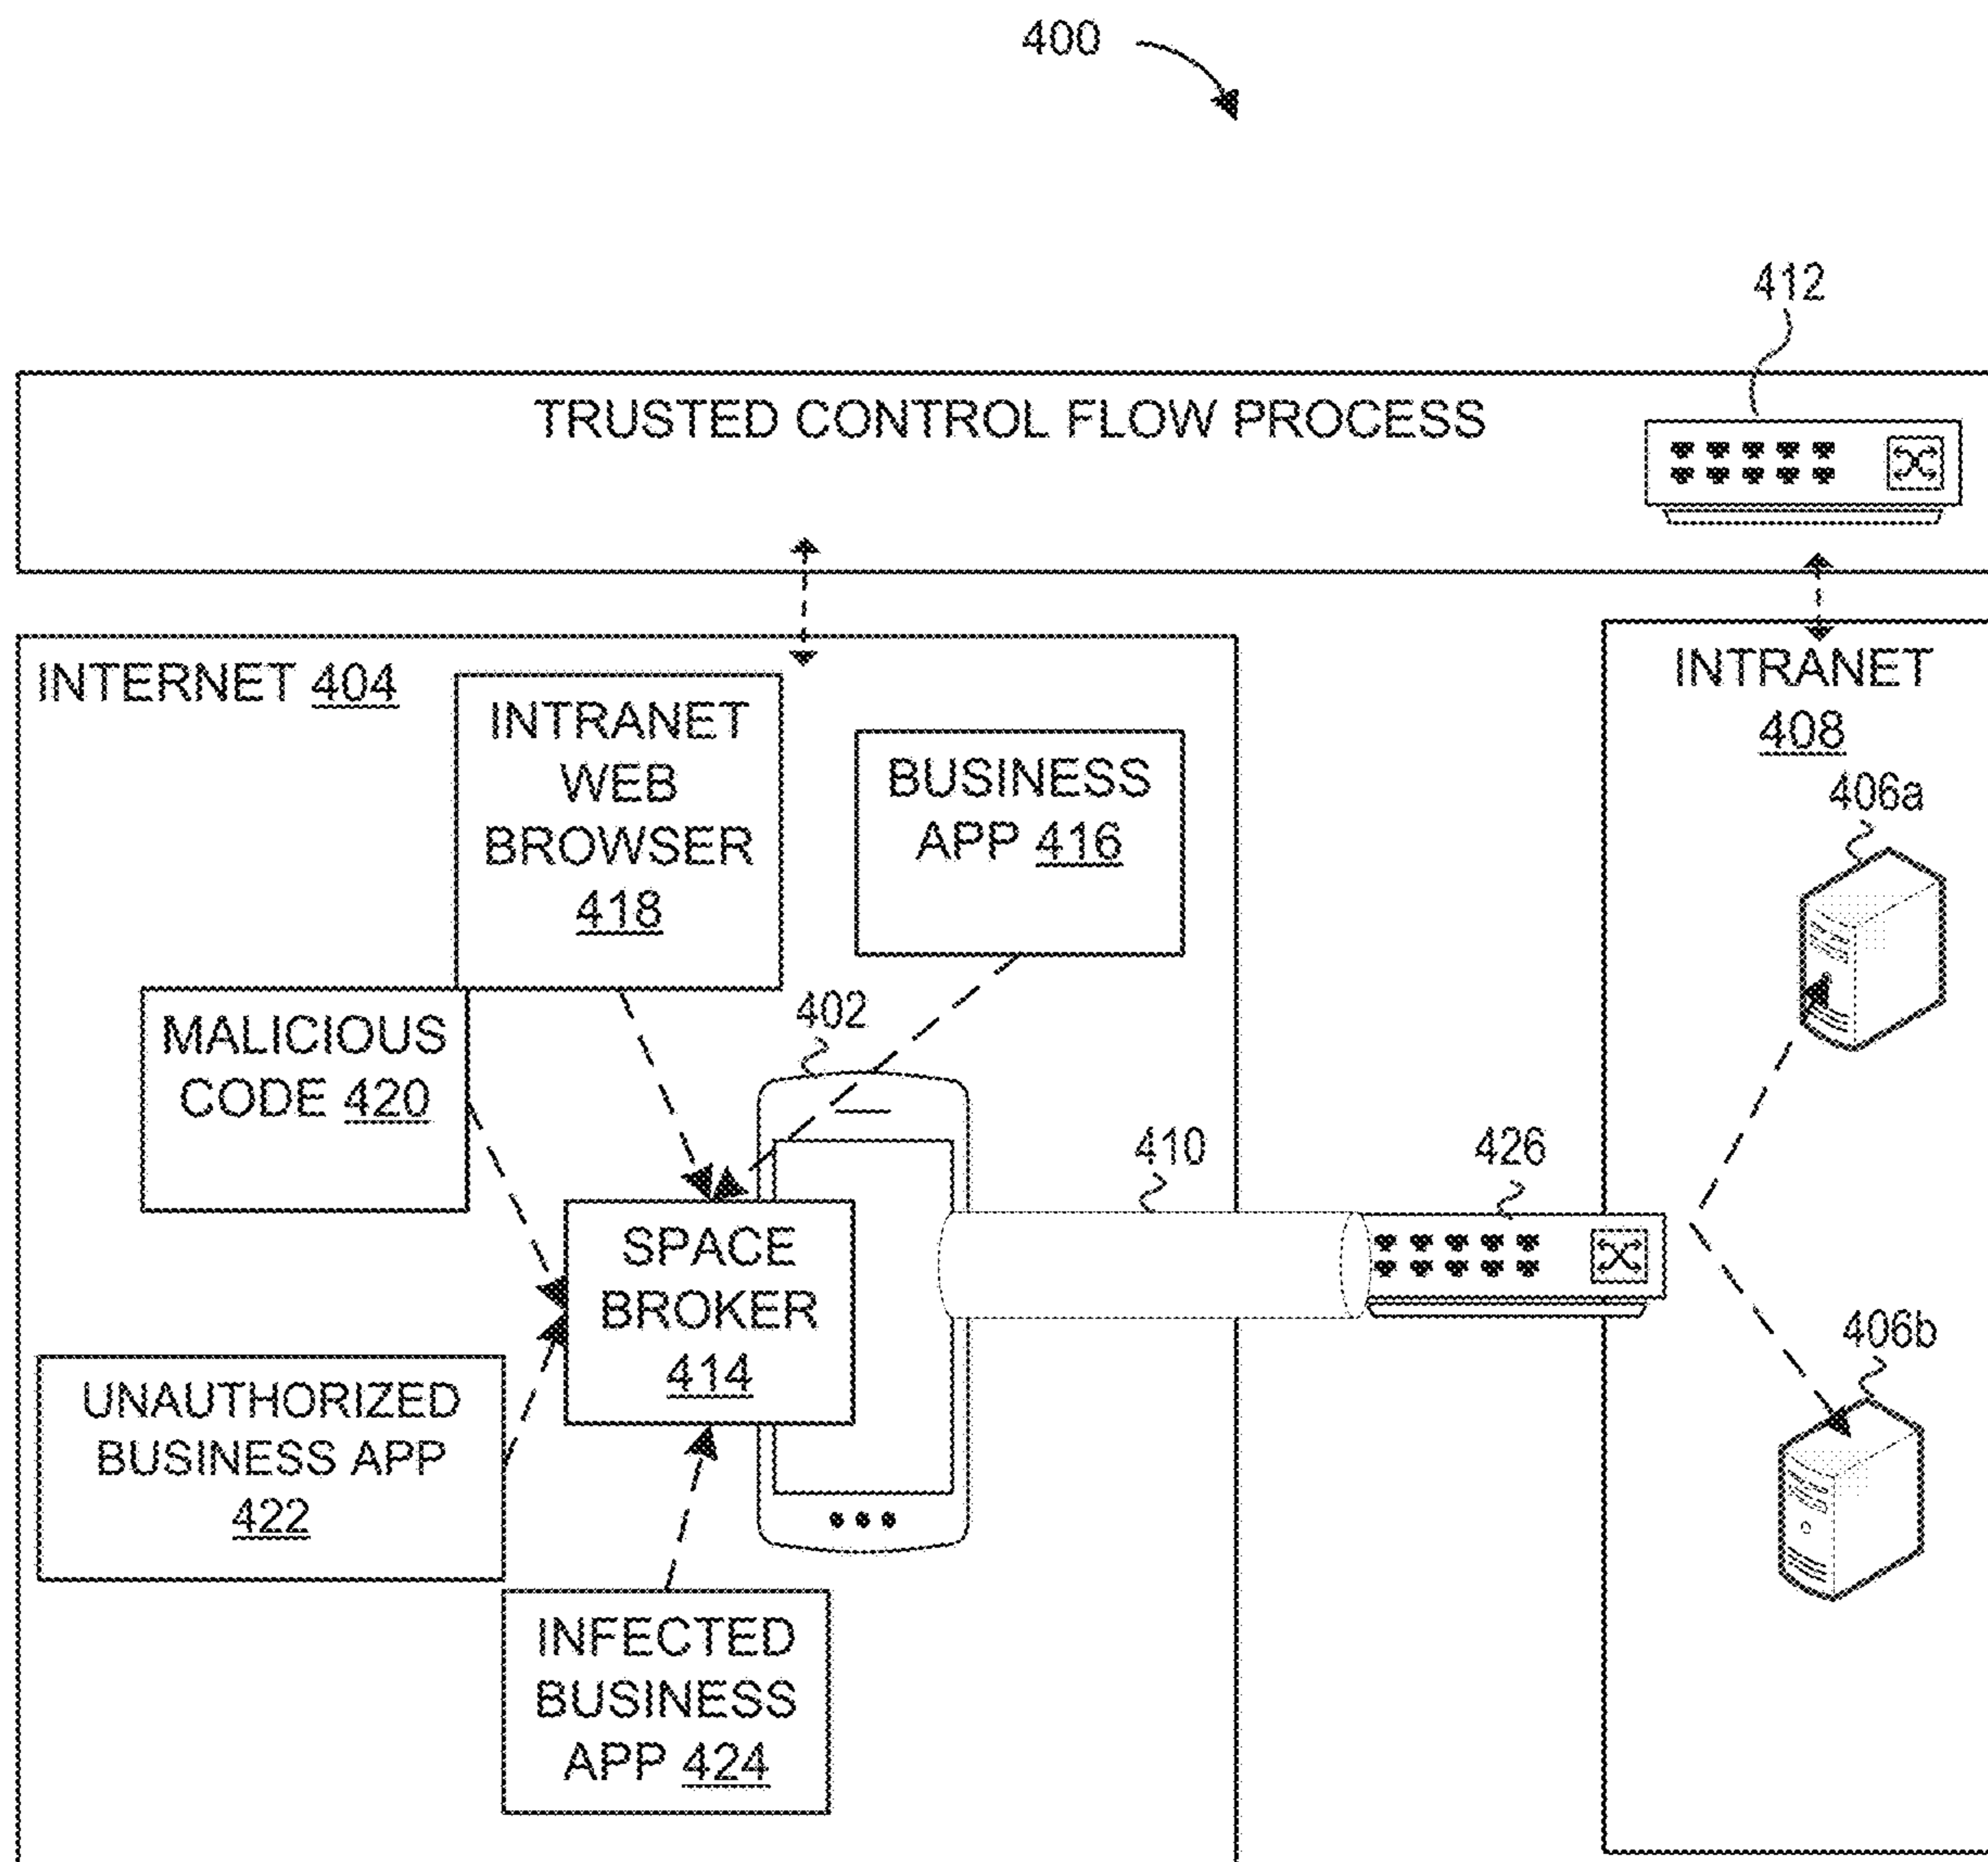 400
412
TRUSTED CONTROL FLOW PROCESS
INTERNET 404
INTRANET
WEB
BROWSER
418
BUSINESS
APP 416
INTRANET
408
406a
MALICIOUS
CODE 420
402
410
426
SPACE
BROKER
414
406b
UNAUTHORIZED
BUSINESS APP
422
INFECTED
BUSINESS
APP 424